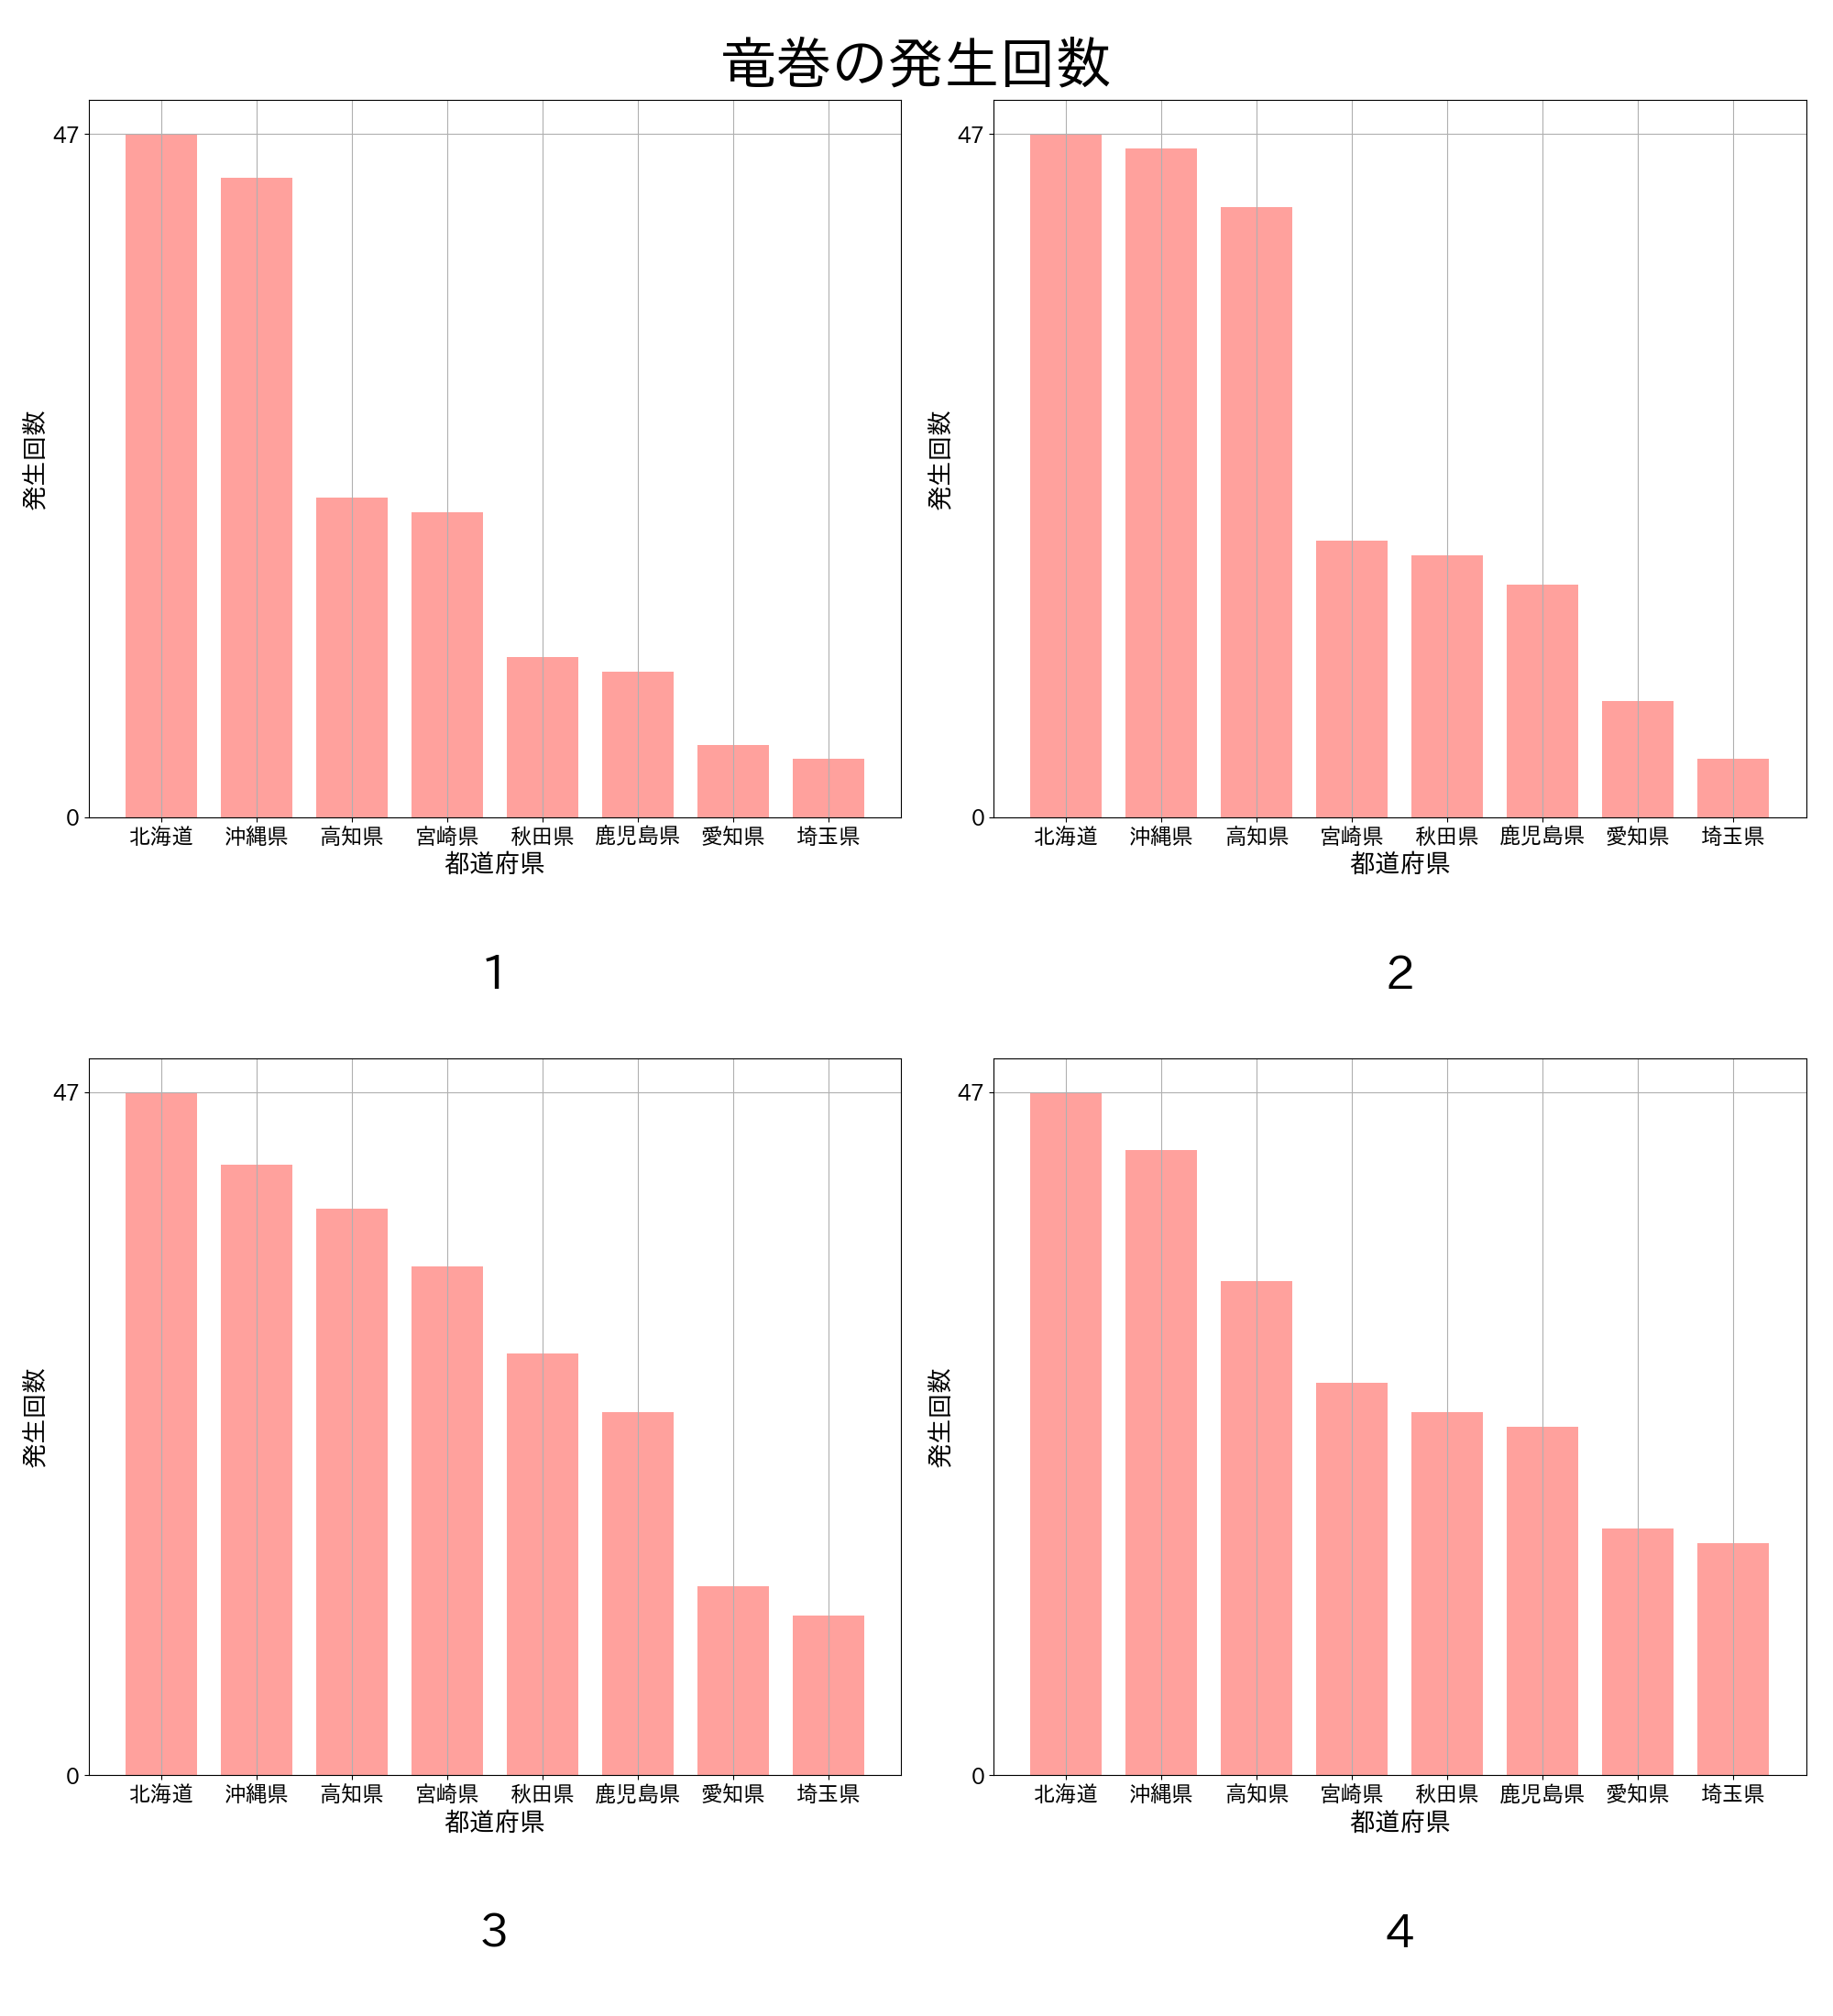 竜巻の発生回数
47
0
発生回数
北海道 沖縄県 高知県 宮崎県 秋田県 鹿児島県 愛知県 埼玉県
都道府県
1
47
0
発生回数
北海道 沖縄県 高知県 宮崎県 秋田県 鹿児島県 愛知県 埼玉県
都道府県
2
47
0
発生回数
北海道 沖縄県 高知県 宮崎県 秋田県 鹿児島県 愛知県 埼玉県
都道府県
3
47
0
発生回数
北海道 沖縄県 高知県 宮崎県 秋田県 鹿児島県 愛知県 埼玉県
都道府県
4